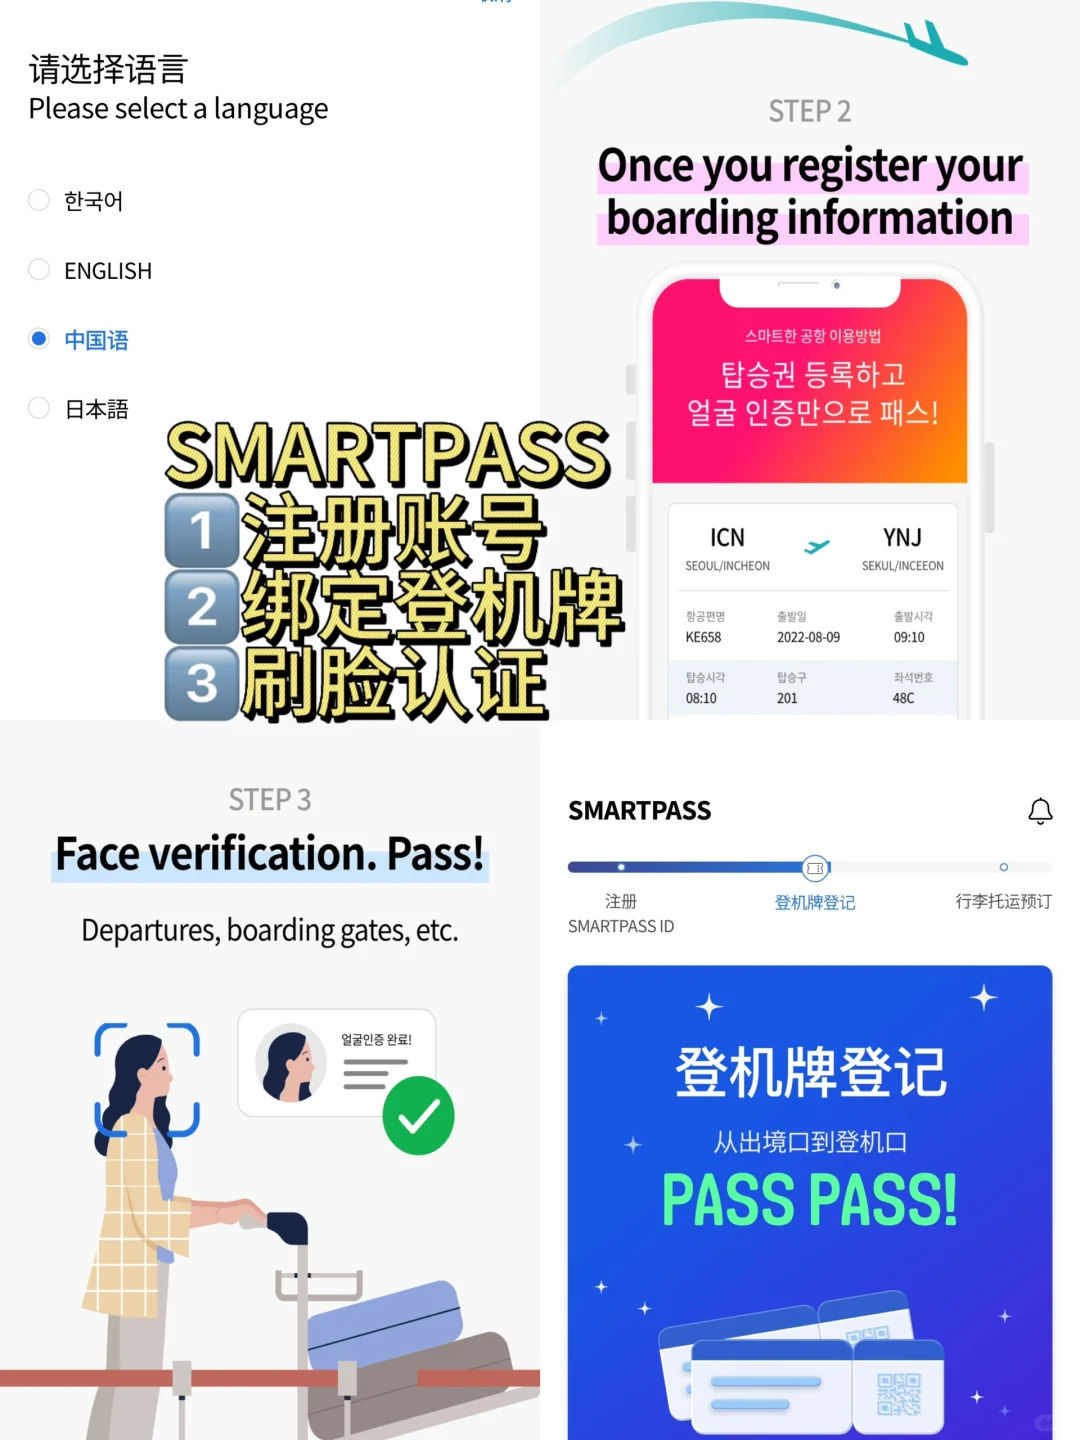 请选择语言
Please select a language
한국어
ENGLISH
中国语
日本語
STEP 2
Once you register your
boarding information
스마트한 공항 이용방법
탑승권 등록하고
얼굴 인증만으로 패스!
ICN
YNJ
SEOUL/INCHEON
SEKUL/INCEEON
항공편명
출발일
출발시각
KE658
2022-08-09
09:10
탑승시각
탑승구
좌석번호
08:10
201
48C
SMARTPASS
1注册账号
2绑定登机牌
3刷脸认证
STEP 3
Face verification. Pass!
Departures, boarding gates, etc.
얼굴인증 완료!
SMARTPASS
注册
SMARTPASS ID
登机牌登记
行李托运预订
登机牌登记
从出境口到登机口
PASS PASS!